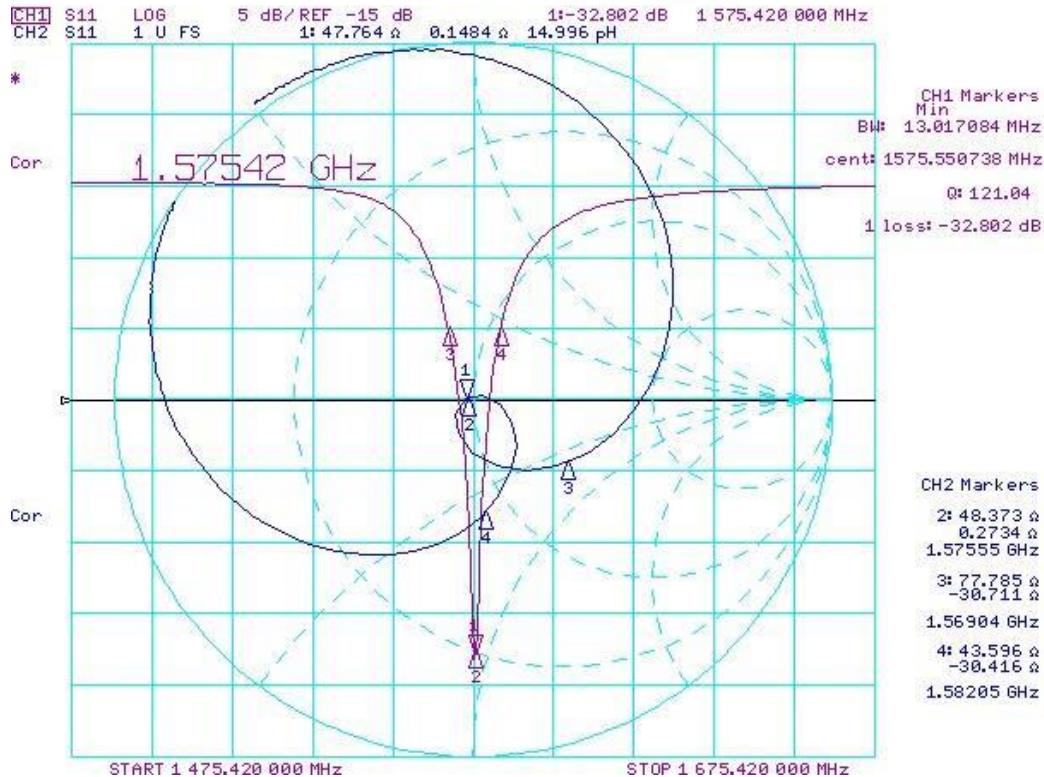 CH1 S11 LOG 5 dB/REF -15 dB 1:-32.802 dB 1 575.420 000 MHz
CH2 S11 1 U FS 1: 47.764 Ω 0.1484 Ω 14.996 pH
*
CH1 Markers
Min
BW: 13.017084 MHz
Cor
1.57542 GHz
cent: 1575.550738 MHz
Q: 121.04
1 loss: -32.802 dB
3
4
1
2
3
CH2 Markers
Cor
4
2: 48.373 Ω
0.2734 Ω
1.57555 GHz
3: 77.785 Ω
-30.711 Ω
1.56904 GHz
1
2
4: 43.596 Ω
-30.416 Ω
1.58205 GHz
START 1 475.420 000 MHz STOP 1 675.420 000 MHz